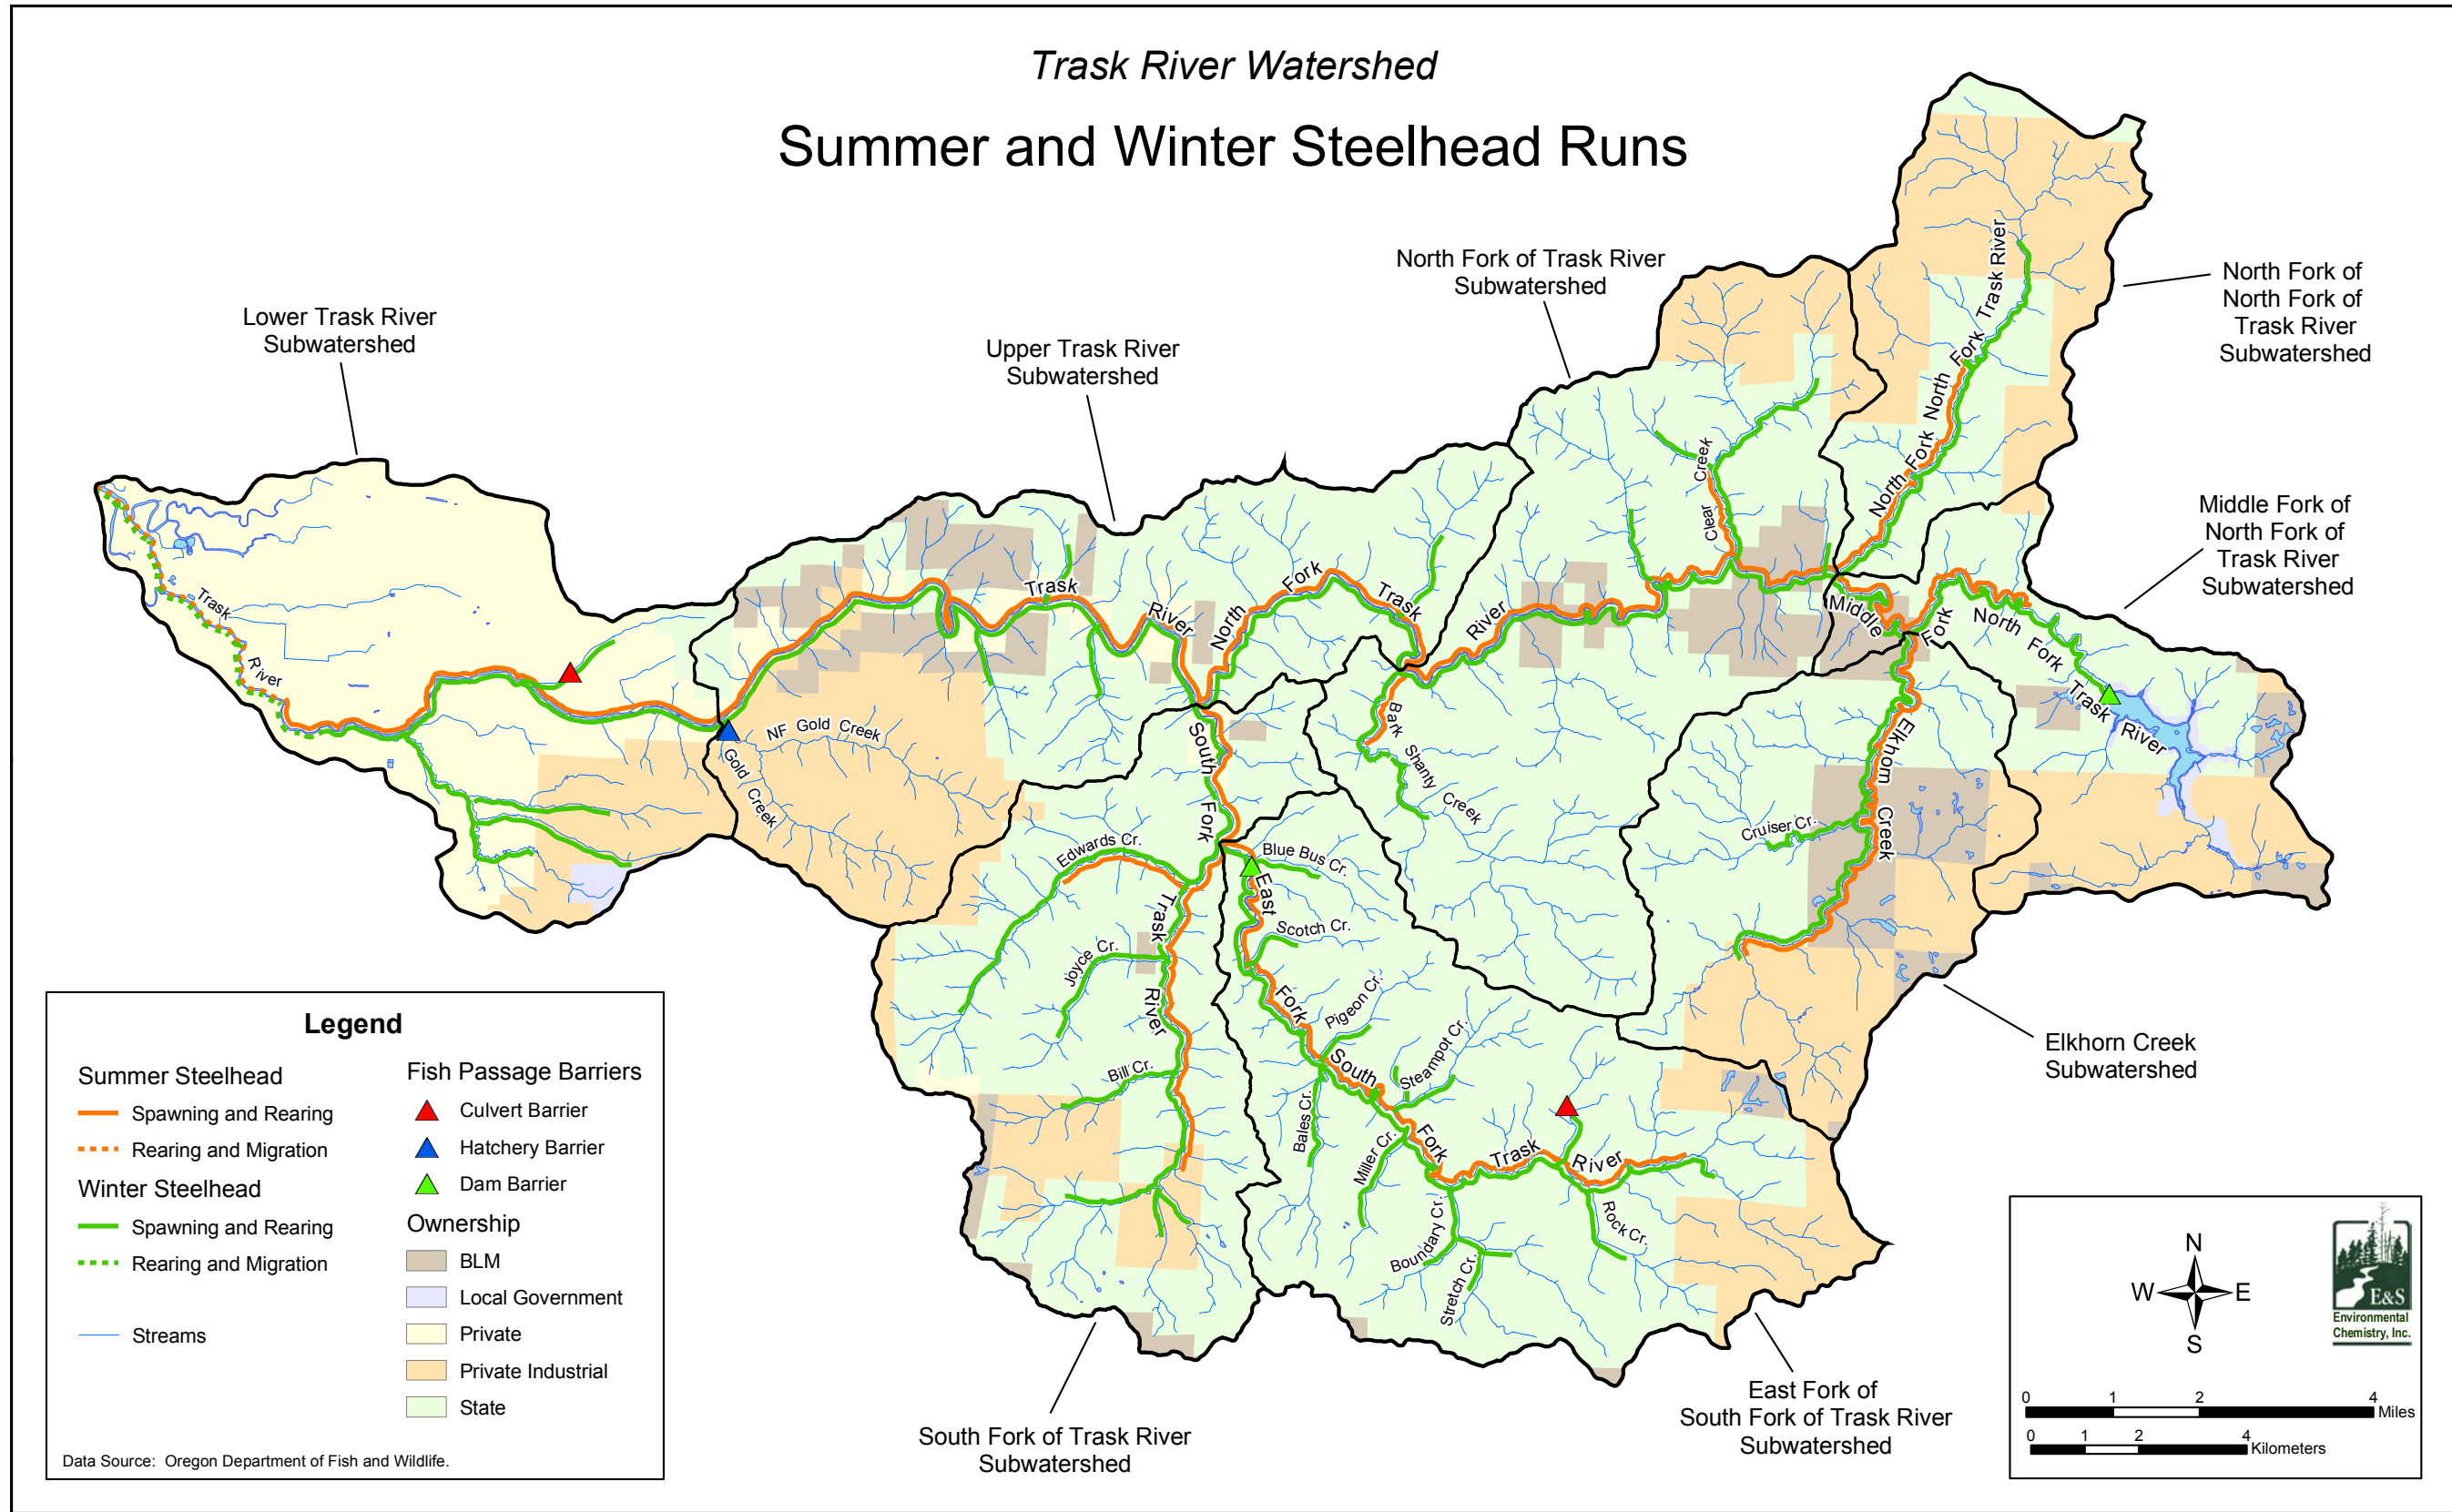 Trask River Watershed
Summer and Winter Steelhead Runs
North Fork of Trask River
Subwatershed
North Fork of
North Fork of
Trask River
Subwatershed
Lower Trask River
Subwatershed
Upper Trask River
Subwatershed
Middle Fork of
North Fork of
Trask River
Subwatershed
North Fork North Fork Trask River
Clear Creek
Trask River
Trask River
North Fork Trask River
Middle Fork North Fork Trask River
Bark Shanty Creek
Elkhorn Creek
Cruiser Cr.
NF Gold Creek
Gold Creek
South Fork Trask River
Edwards Cr.
Joyce Cr.
Bill Cr.
Blue Bus Cr.
Scotch Cr.
East Fork South Fork Trask River
Pigeon Cr.
Steampot Cr.
Bales Cr.
Miller Cr.
Boundary Cr.
Stretch Cr.
Rock Cr.
Elkhorn Creek
Subwatershed
East Fork of
South Fork of Trask River
Subwatershed
South Fork of Trask River
Subwatershed
Legend
Summer Steelhead
Spawning and Rearing
Rearing and Migration
Winter Steelhead
Spawning and Rearing
Rearing and Migration
Streams
Fish Passage Barriers
Culvert Barrier
Hatchery Barrier
Dam Barrier
Ownership
BLM
Local Government
Private
Private Industrial
State
Data Source: Oregon Department of Fish and Wildlife.
N
W E
S
E&S
Environmental
Chemistry, Inc.
0 1 2 4
Miles
0 1 2 4
Kilometers